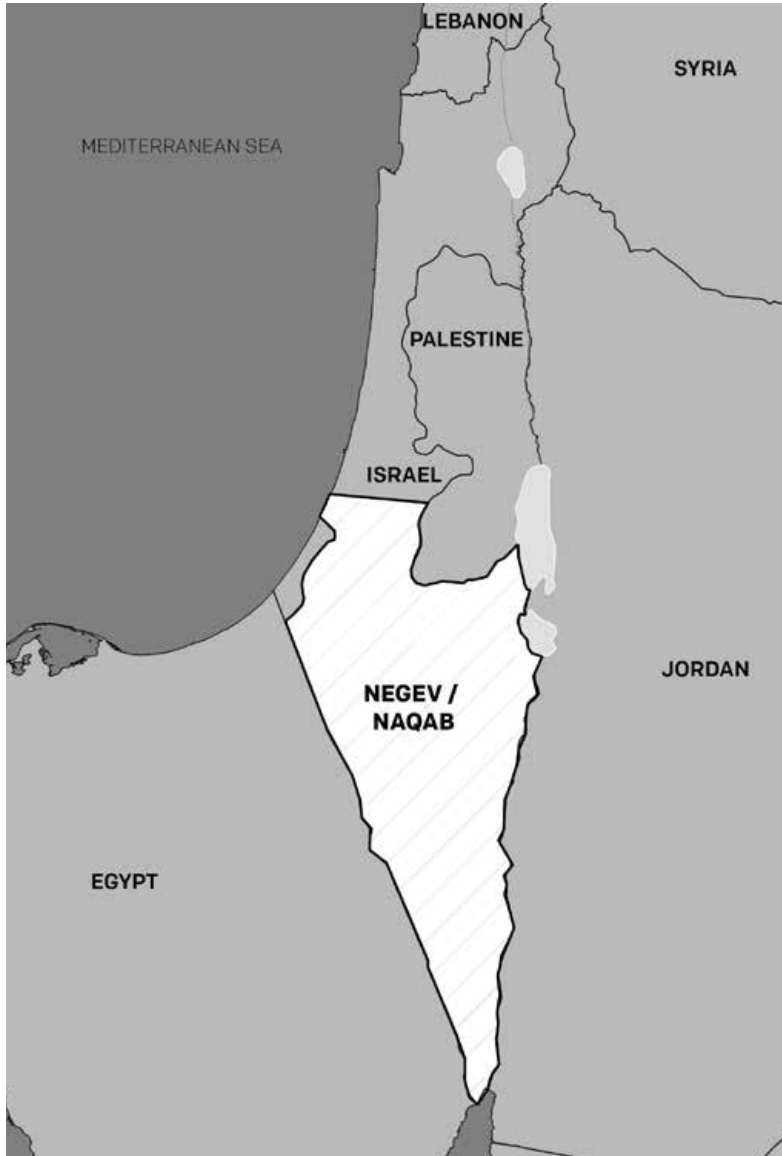 LEBANON
SYRIA
MEDITERRANEAN SEA
PALESTINE
ISRAEL
NEGEV /
NAQAB
JORDAN
EGYPT